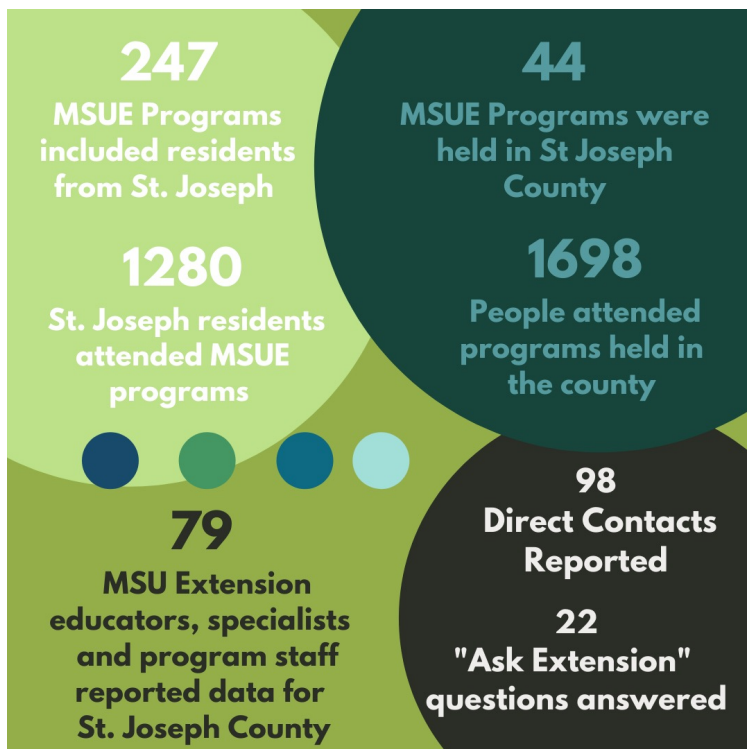 247
MSUE Programs
included residents
from St. Joseph
1280
St. Joseph residents
attended MSUE
programs
44
MSUE Programs were
held in St Joseph
County
1698
People attended
programs held in
the county
79
MSU Extension
educators, specialists
and program staff
reported data for
St. Joseph County
98
Direct Contacts
Reported
22
"Ask Extension"
questions answered